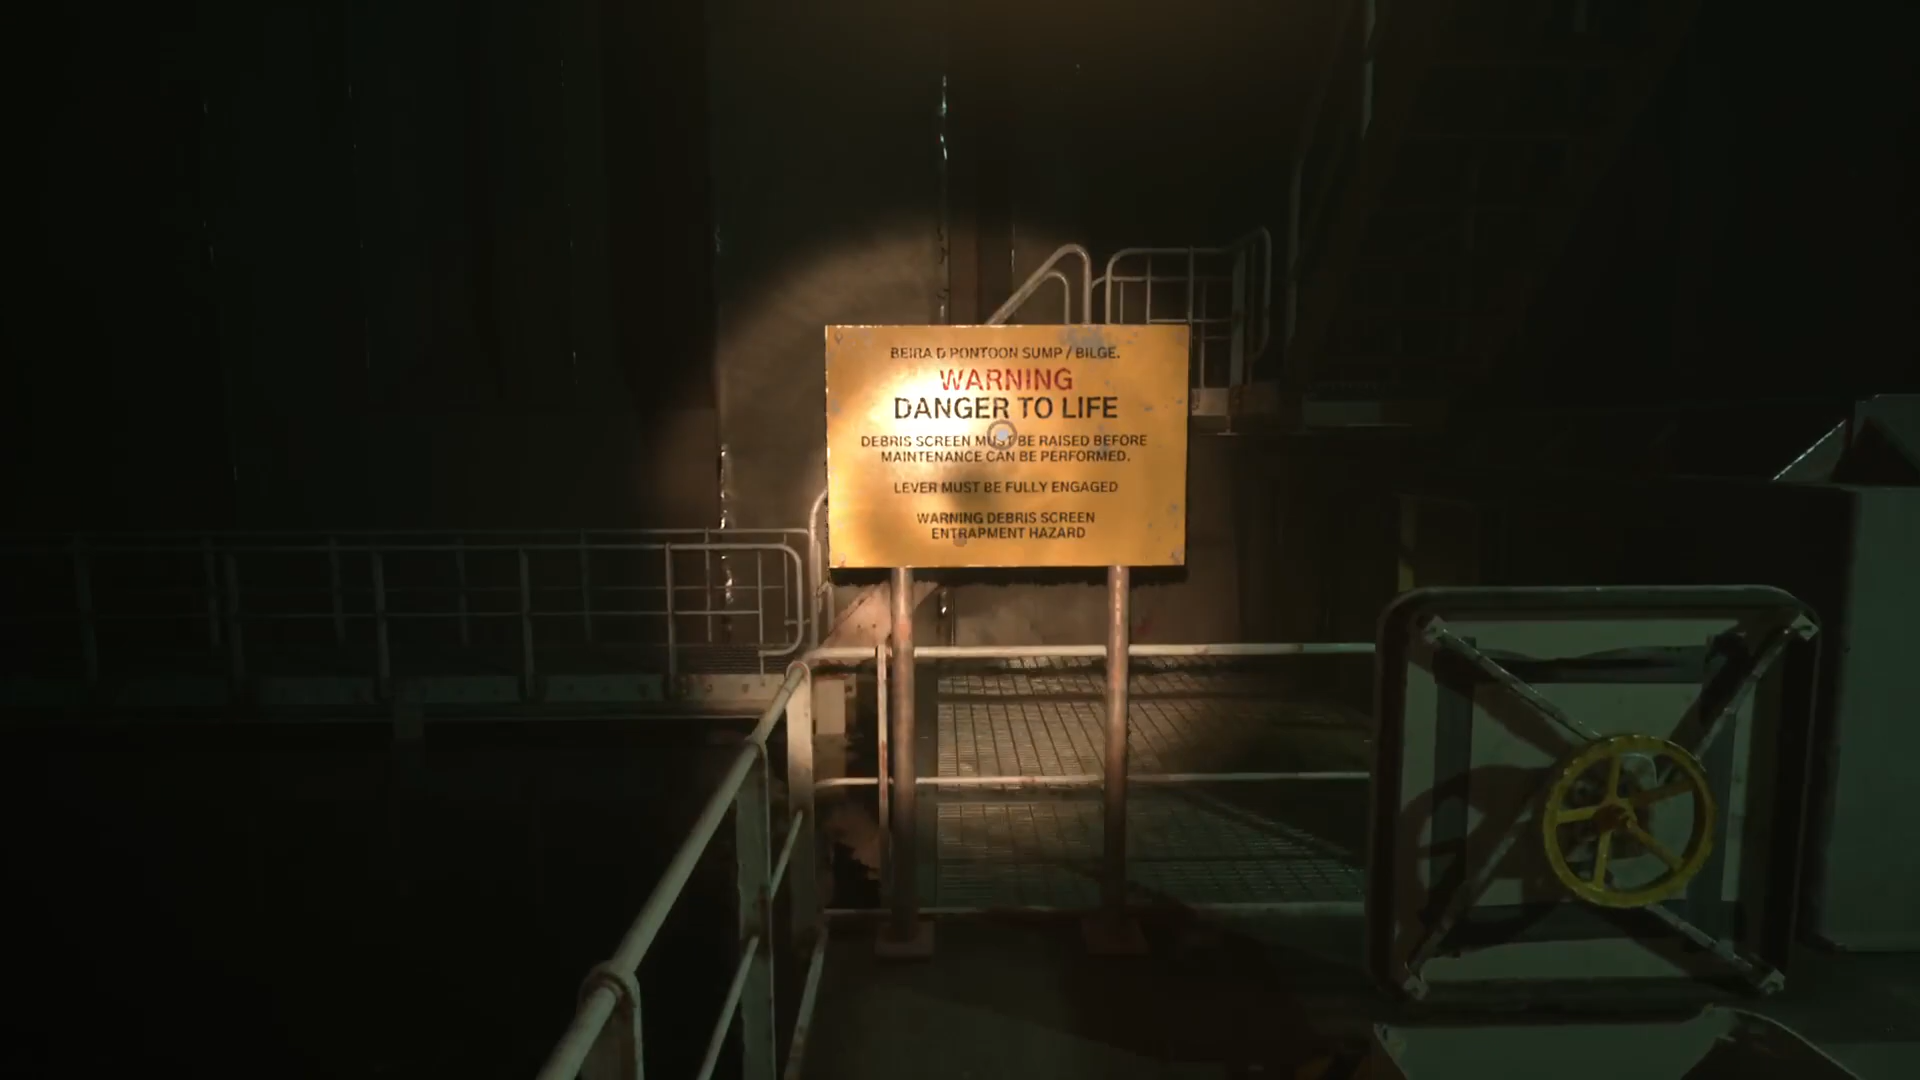 BEIRA D PONTOON SUMP / BILGE.
WARNING
DANGER TO LIFE
DEBRIS SCREEN MUST BE RAISED BEFORE
MAINTENANCE CAN BE PERFORMED.
LEVER MUST BE FULLY ENGAGED
WARNING DEBRIS SCREEN
ENTRAPMENT HAZARD